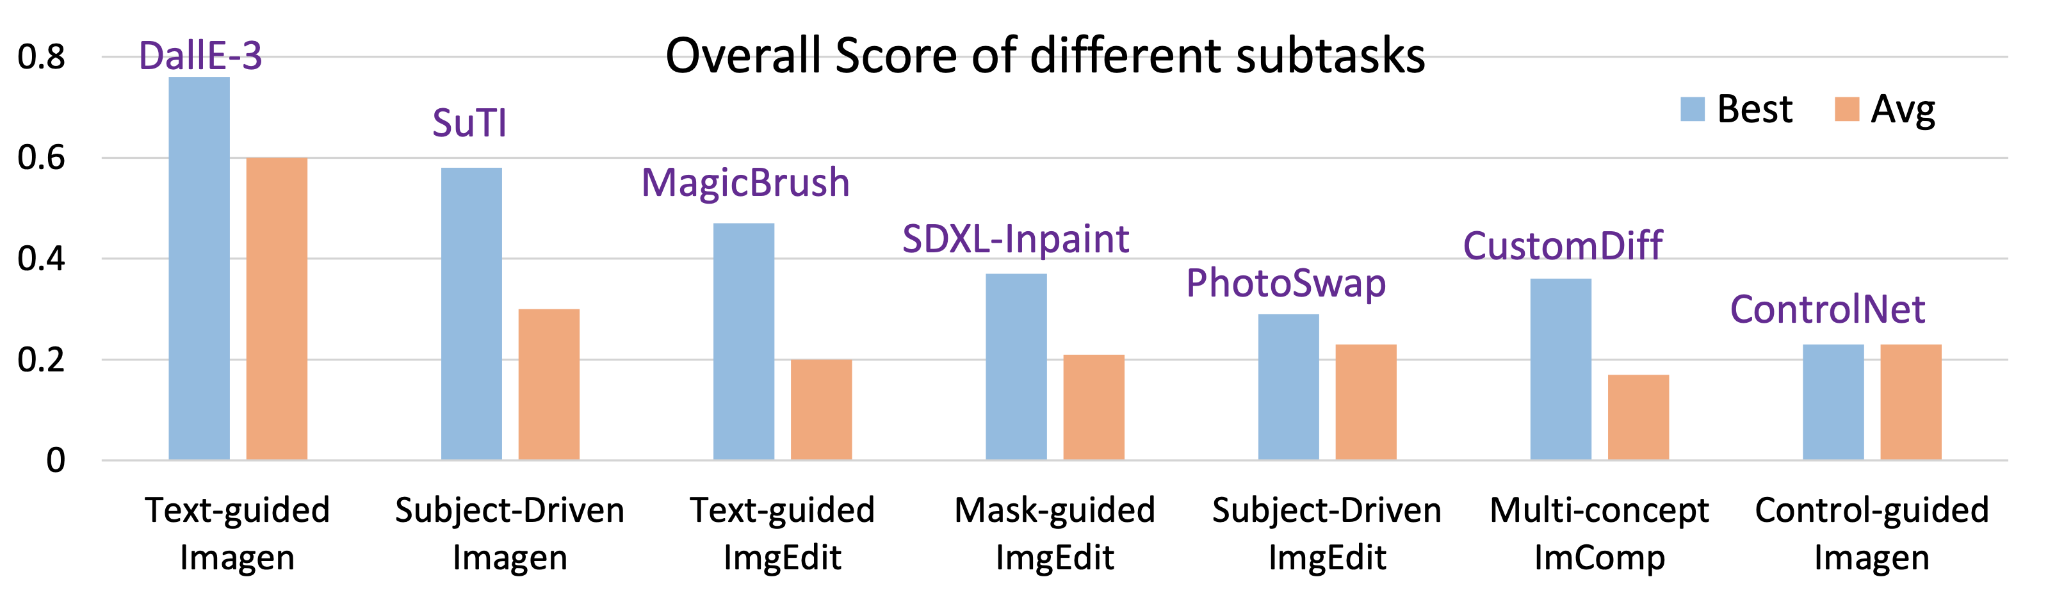 Overall Score of different subtasks
Best
Avg
0.8
0.6
0.4
0.2
0
DallE-3
SuTI
MagicBrush
SDXL-Inpaint
PhotoSwap
CustomDiff
ControlNet
Text-guided
Imagen
Subject-Driven
Imagen
Text-guided
ImgEdit
Mask-guided
ImgEdit
Subject-Driven
ImgEdit
Multi-concept
ImComp
Control-guided
Imagen